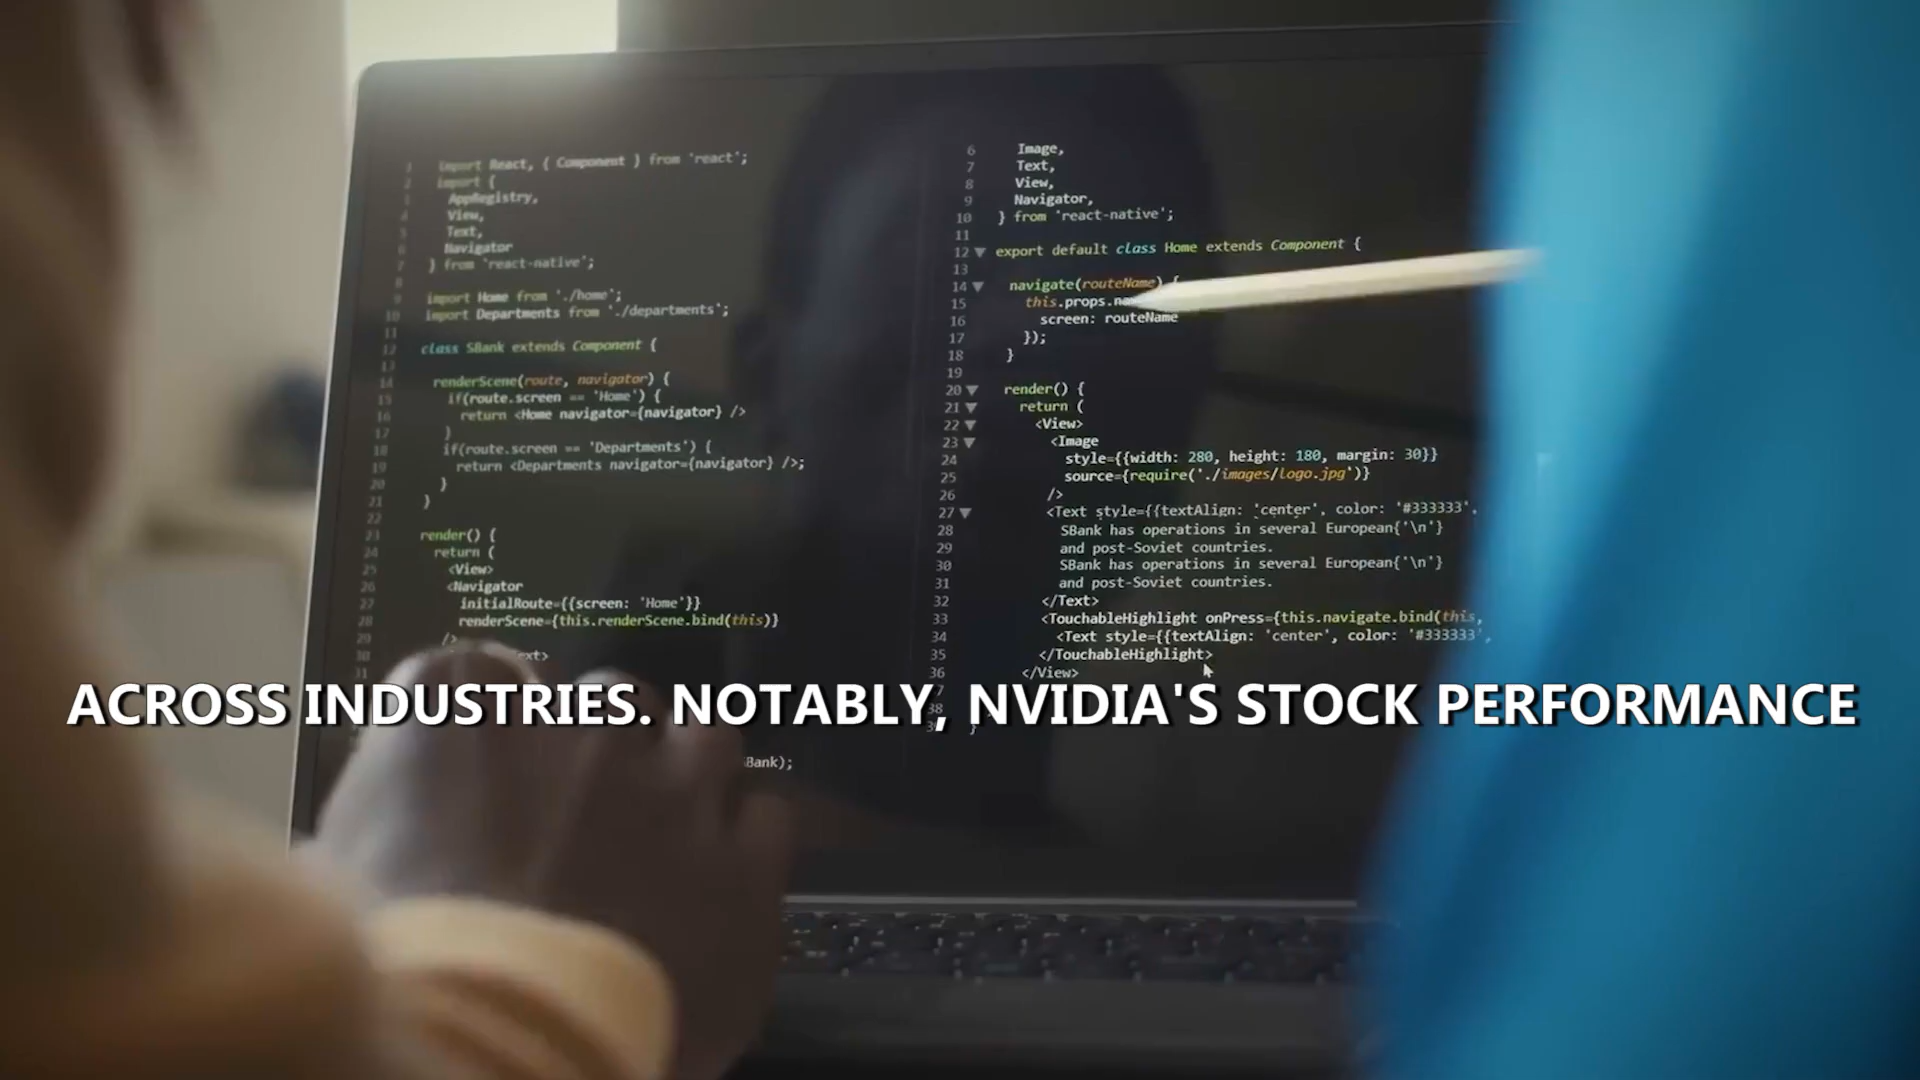 import React, { Component } from 'react';
import {
AppRegistry,
View,
Text,
Navigator
} from 'react-native';
import Home from './home';
import Departments from './departments';
class SBank extends Component {
renderScene(route, navigator) {
if(route.screen == 'Home') {
return <Home navigator={navigator} />
}
if(route.screen == 'Departments') {
return <Departments navigator={navigator} />;
}
}
render() {
return (
<View>
<Navigator
initialRoute={{screen: 'Home'}}
renderScene={this.renderScene.bind(this)}
/>
Bank);
6 Image,
7 Text,
8 View,
9 Navigator,
10 } from 'react-native';
11
12 export default class Home extends Component {
13
14 navigate(routeName) {
15 this.props.
16 screen: routeName
17 });
18 }
19
20 render() {
21 return (
22 <View>
23 <Image
24 style={{width: 280, height: 180, margin: 30}}
25 source={require('./images/logo.jpg')}
26 />
27 <Text style={{textAlign: 'center', color: '#333333',
28 SBank has operations in several European{'\n'}
29 and post-Soviet countries.
30 SBank has operations in several European{'\n'}
31 and post-Soviet countries.
32 </Text>
33 <TouchableHighlight onPress={this.navigate.bind(this,
34 <Text style={{textAlign: 'center', color: '#333333',
35 </TouchableHighlight>
36 </View>
38 }
ACROSS INDUSTRIES. NOTABLY, NVIDIA'S STOCK PERFORMANCE